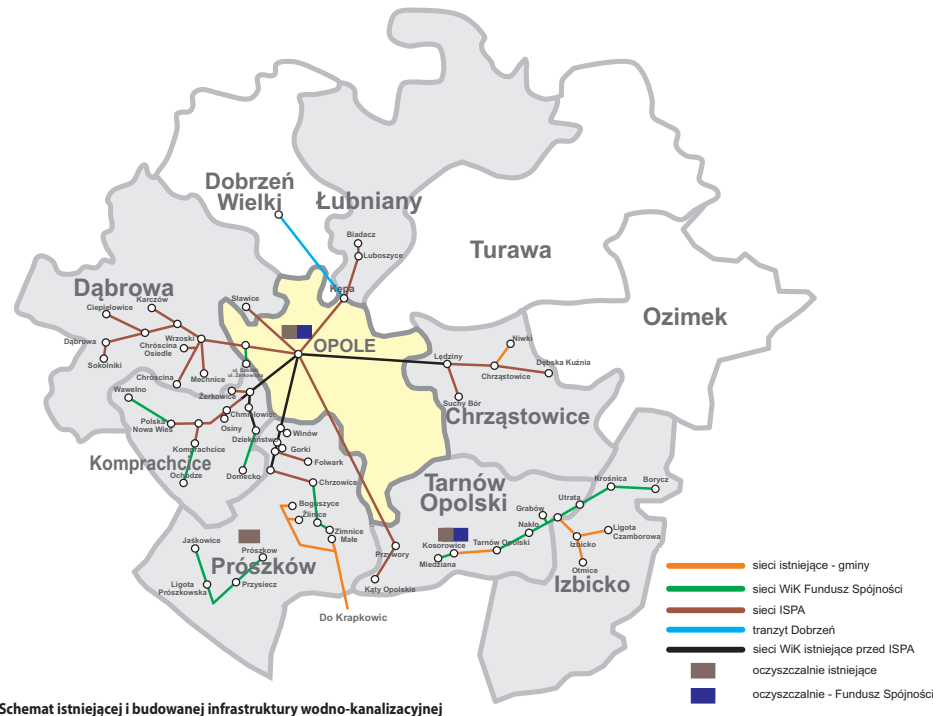 Dobrzeń
Wielki
Łubniany
Biadacz
Luboszyce
Turawa
Dąbrowa
Karczów
Ciepielowice
Sławice
Kępa
Ozimek
Wrzoski
Chróścina
Osiedle
Dąbrowa
Sokolniki
OPOLE
Niwki
Lędziny
Dębska Kuźnia
Chrząstowice
Chróścina
Mechnice
Żerkowice
Wawelno
Suchy Bór
Chrząstowice
Chmielowice
Polska
Nowa Wieś
Osiny
Dziekaństwo
Winów
Gorki
Komprachcice
Komprachcice
Folwark
Ochodze
Domecko
Chrzowice
Tarnów
Opolski
Krośnica
Borycz
Utrata
Boguszyce
Żlinice
Grabów
Zimnice
Małe
Nakło
Ligota
Czamborowa
Prószkow
Jaśkowice
Prószków
Przywory
Kosorowice
Tarnów Opolski
Miedziana
Izbicko
Otmice
Izbicko
Ligota
Prószkowska
Przysiecz
Kąty Opolskie
Do Krapkowic
sieci istniejące - gminy
sieci WiK Fundusz Spójności
sieci ISPA
tranzyt Dobrzeń
sieci WiK istniejące przed ISPA
oczyszczalnie istniejące
oczyszczalnie - Fundusz Spójności
Schemat istniejącej i budowanej infrastruktury wodno-kanalizacyjnej